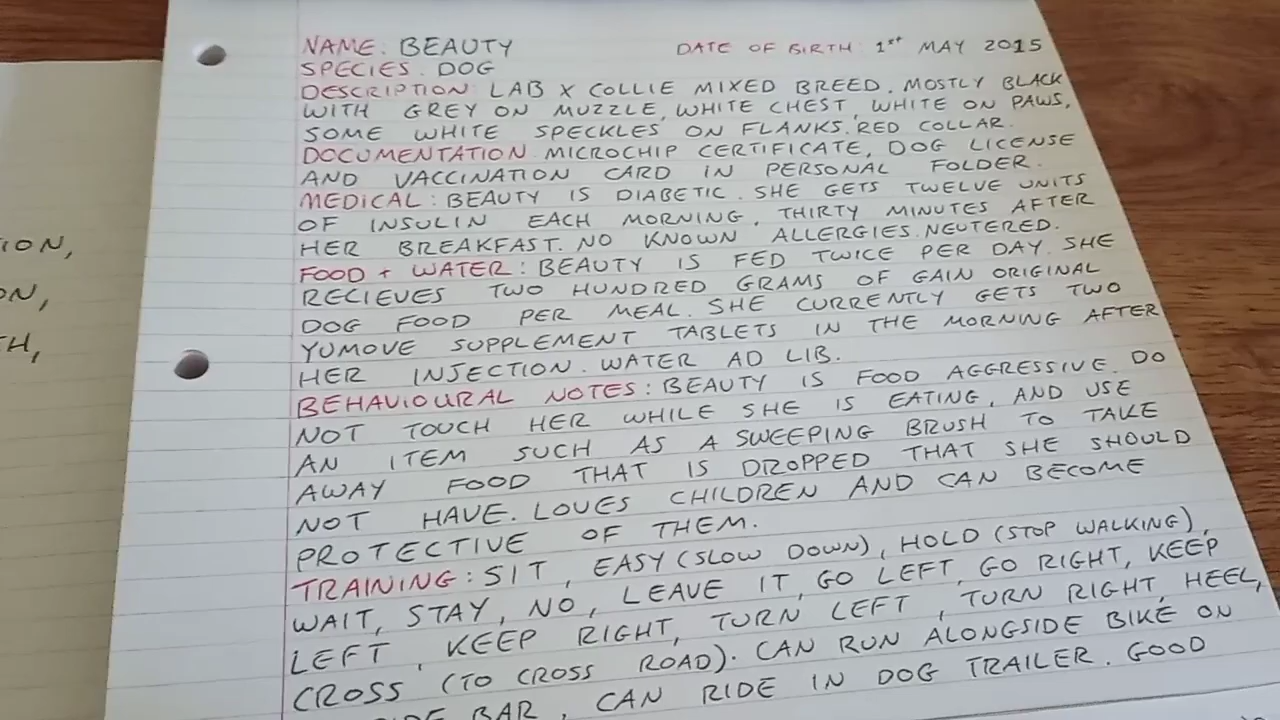 NAME: BEAUTY DATE OF BIRTH: 1st MAY 2015
SPECIES. DOG
DESCRIPTION: LAB X COLLIE MIXED BREED. MOSTLY BLACK
WITH GREY ON MUZZLE, WHITE CHEST, WHITE ON PAWS,
SOME WHITE SPECKLES ON FLANKS. RED COLLAR.
DOCUMENTATION. MICROCHIP CERTIFICATE, DOG LICENSE
AND VACCINATION CARD IN PERSONAL FOLDER.
MEDICAL: BEAUTY IS DIABETIC. SHE GETS TWELVE UNITS
OF INSULIN EACH MORNING, THIRTY MINUTES AFTER
HER BREAKFAST. NO KNOWN ALLERGIES. NEUTERED.
FOOD + WATER: BEAUTY IS FED TWICE PER DAY. SHE
RECIEVES TWO HUNDRED GRAMS OF GAIN ORIGINAL
DOG FOOD PER MEAL. SHE CURRENTLY GETS TWO
YUMOVE SUPPLEMENT TABLETS IN THE MORNING AFTER
HER INJECTION. WATER AD LIB.
BEHAVIOURAL NOTES: BEAUTY IS FOOD AGGRESSIVE. DO
NOT TOUCH HER WHILE SHE IS EATING, AND USE
AN ITEM SUCH AS A SWEEPING BRUSH TO TAKE
AWAY FOOD THAT IS DROPPED THAT SHE SHOULD
NOT HAVE. LOVES CHILDREN AND CAN BECOME
PROTECTIVE OF THEM.
TRAINING: SIT, EASY (SLOW DOWN), HOLD (STOP WALKING),
WAIT, STAY, NO, LEAVE IT, GO LEFT, GO RIGHT, KEEP
LEFT, KEEP RIGHT, TURN LEFT, TURN RIGHT, HEEL,
CROSS (TO CROSS ROAD). CAN RUN ALONGSIDE BIKE ON
BAR, CAN RIDE IN DOG TRAILER. GOOD